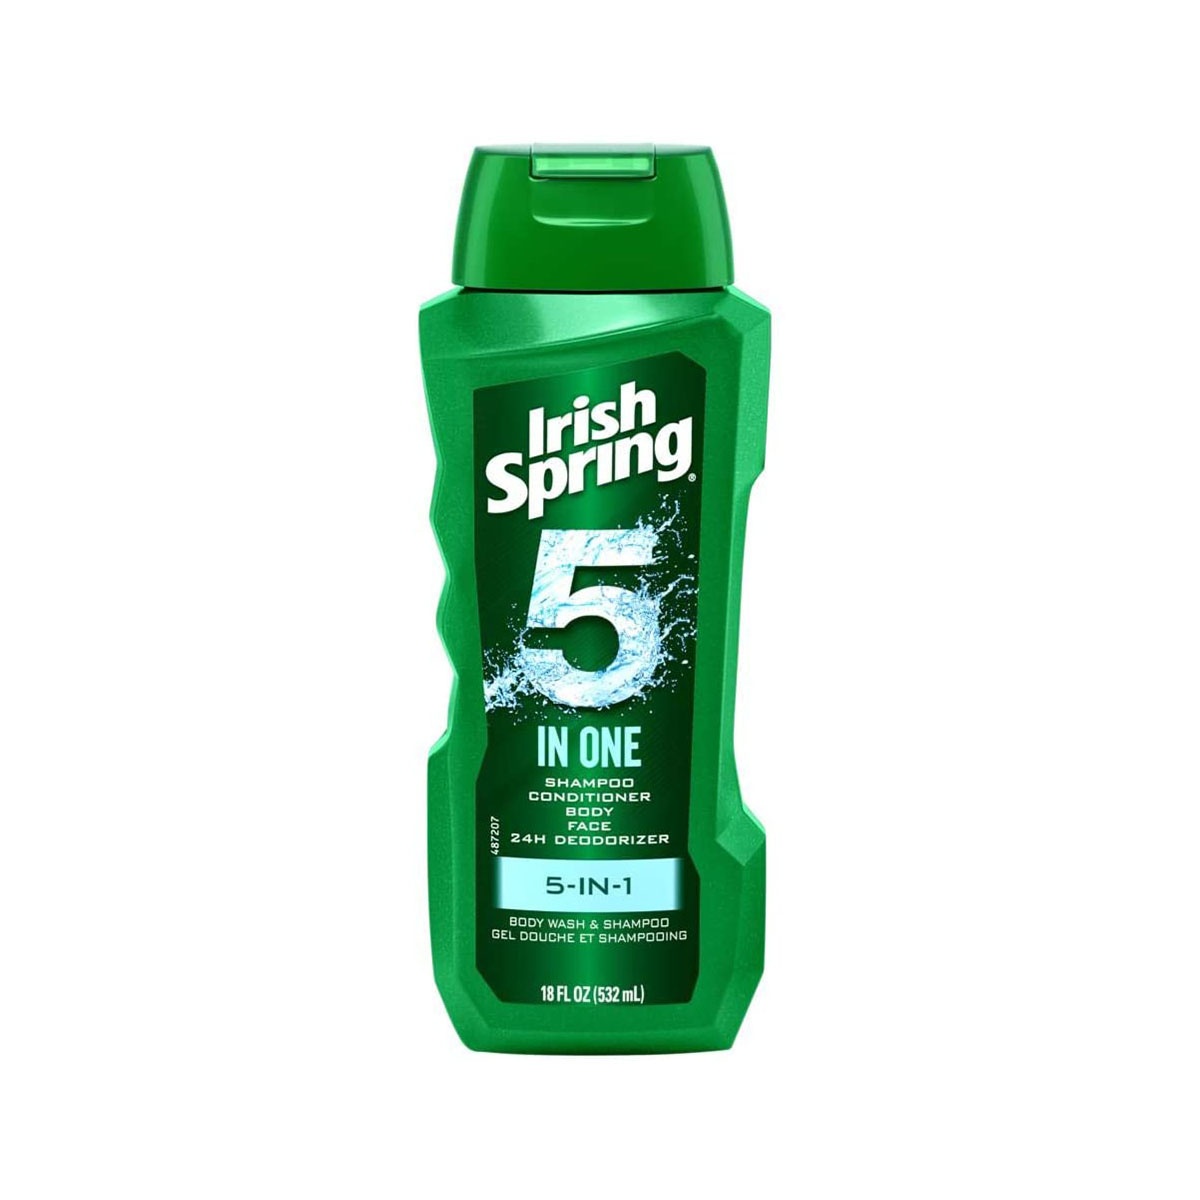 Irish
Spring®
5
IN ONE
SHAMPOO
CONDITIONER
BODY
FACE
24H DEODORIZER
487207
5-IN-1
BODY WASH & SHAMPOO
GEL DOUCHE ET SHAMPOOING
18 FL OZ (532 mL)